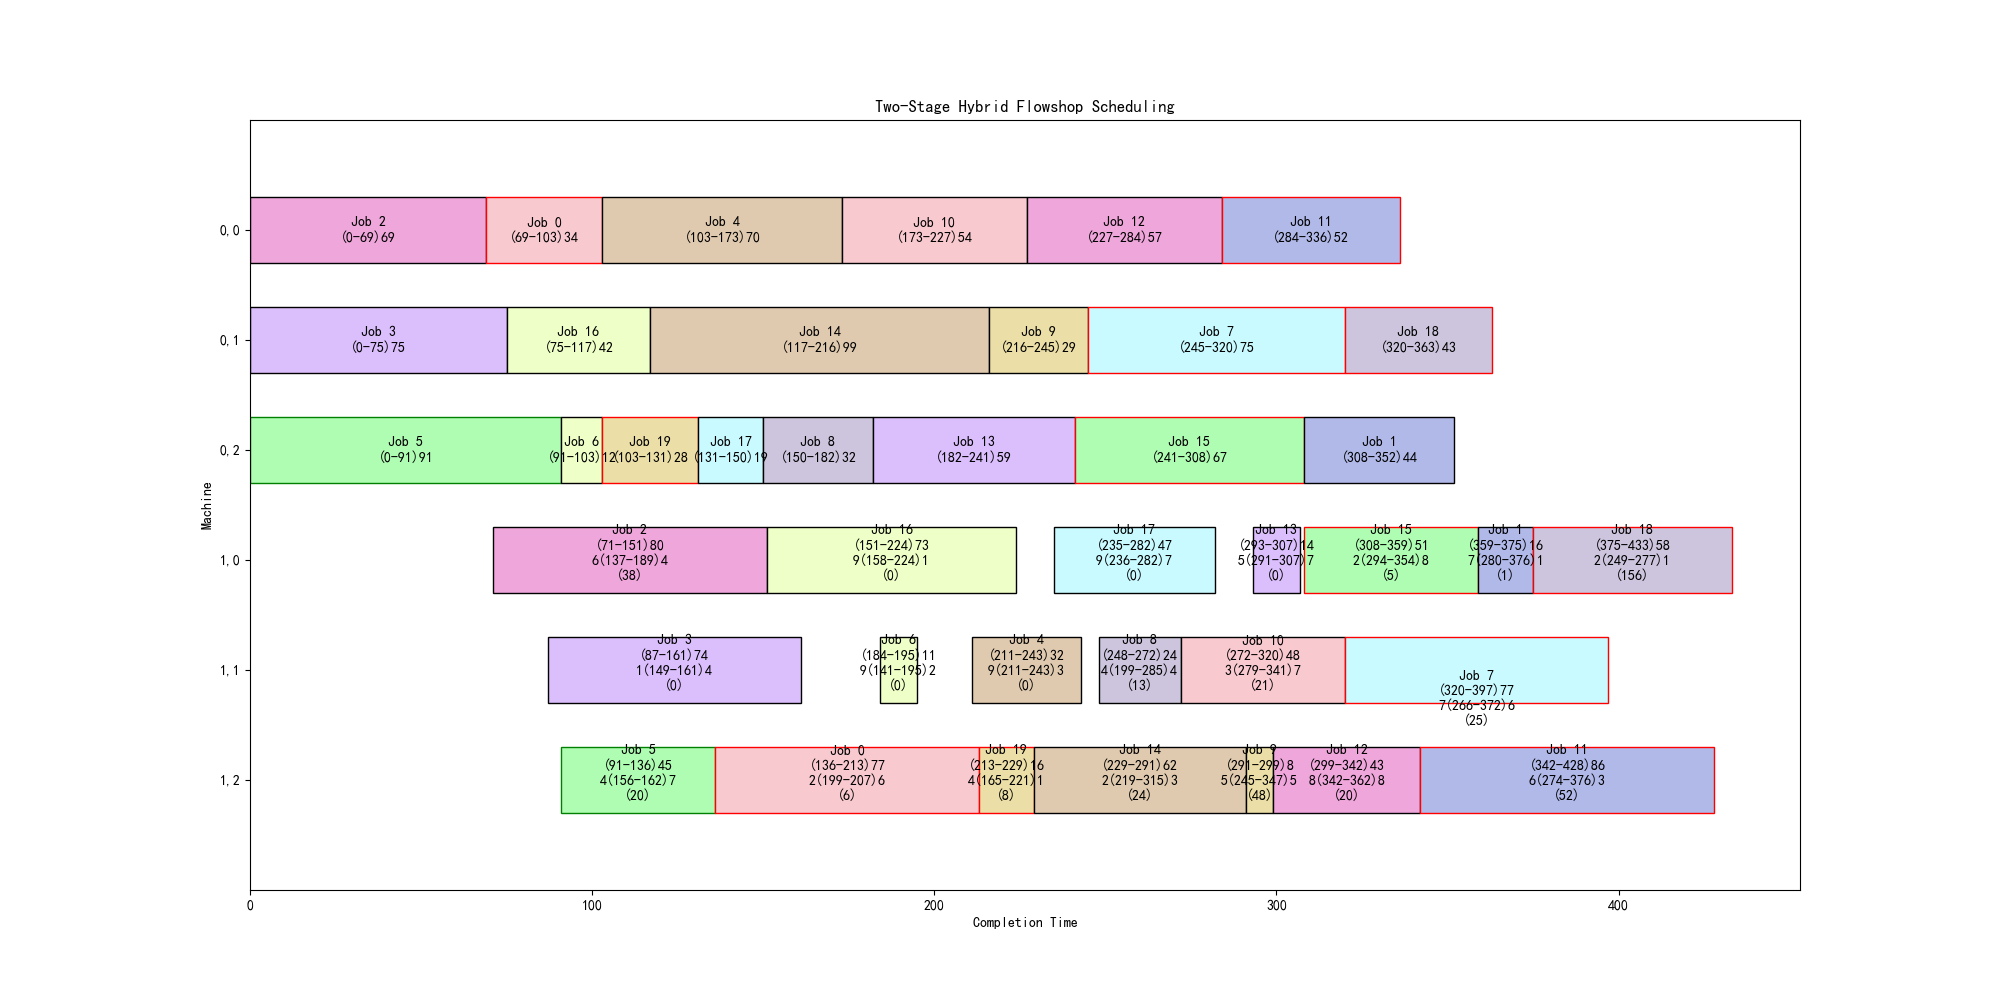 Two-Stage Hybrid Flowshop Scheduling
Machine
0,0
Job 2
(0-69)69
Job 0
(69-103)34
Job 4
(103-173)70
Job 10
(173-227)54
Job 12
(227-284)57
Job 11
(284-336)52
0,1
Job 3
(0-75)75
Job 16
(75-117)42
Job 14
(117-216)99
Job 9
(216-245)29
Job 7
(245-320)75
Job 18
(320-363)43
0,2
Job 5
(0-91)91
Job 6
(91-103)12
Job 19
(103-131)28
Job 17
(131-150)19
Job 8
(150-182)32
Job 13
(182-241)59
Job 15
(241-308)67
Job 1
(308-352)44
1,0
Job 2
(71-151)80
6(137-189)4
(38)
Job 16
(151-224)73
9(158-224)1
(0)
Job 17
(235-282)47
9(236-282)7
(0)
Job 13
(293-307)14
5(291-307)7
(0)
Job 15
(308-359)51
2(294-354)8
(5)
Job 1
(359-375)16
7(280-376)1
(1)
Job 18
(375-433)58
2(249-277)1
(156)
1,1
Job 3
(87-161)74
1(149-161)4
(0)
Job 6
(184-195)11
9(141-195)2
(0)
Job 4
(211-243)32
9(211-243)3
(0)
Job 8
(248-272)24
4(199-285)4
(13)
Job 10
(272-320)48
3(279-341)7
(21)
Job 7
(320-397)77
7(266-372)6
(25)
1,2
Job 5
(91-136)45
4(156-162)7
(20)
Job 0
(136-213)77
2(199-207)6
(6)
Job 19
(213-229)16
4(165-221)1
(8)
Job 14
(229-291)62
2(219-315)3
(24)
Job 9
(291-299)8
5(245-347)5
(48)
Job 12
(299-342)43
8(342-362)8
(20)
Job 11
(342-428)86
6(274-376)3
(52)
0
100
200
300
400
Completion Time